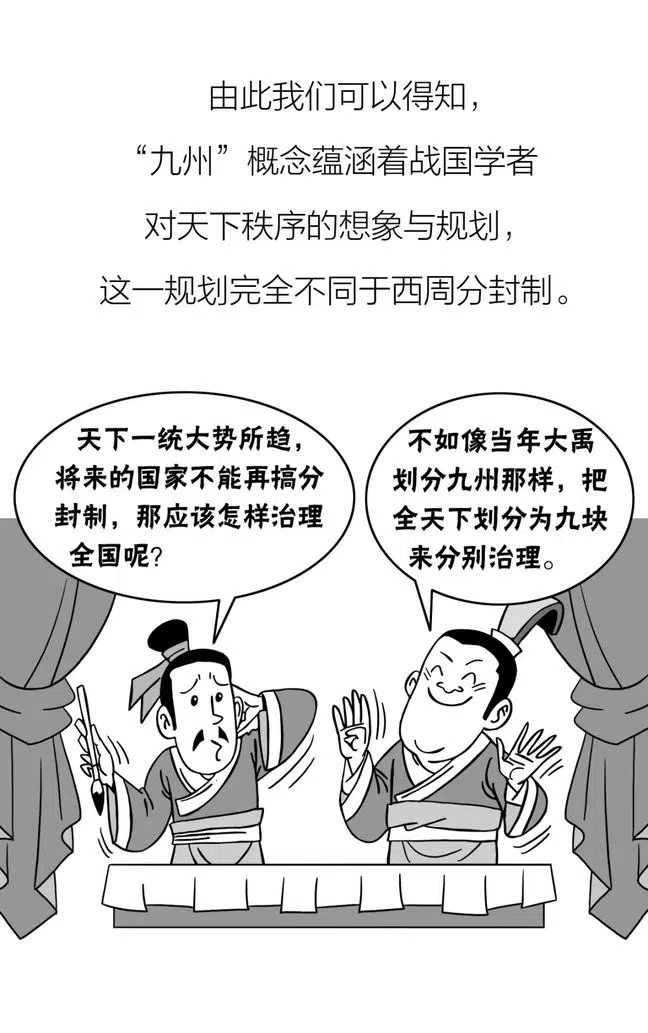 由此我们可以得知，
“九州”概念蕴涵着战国学者
对天下秩序的想象与规划，
这一规划完全不同于西周分封制。
天下一统大势所趋，
将来的国家不能再搞分
封制，那应该怎样治理
全国呢？
不如像当年大禹
划分九州那样，把
全天下划分为九块
来分别治理。